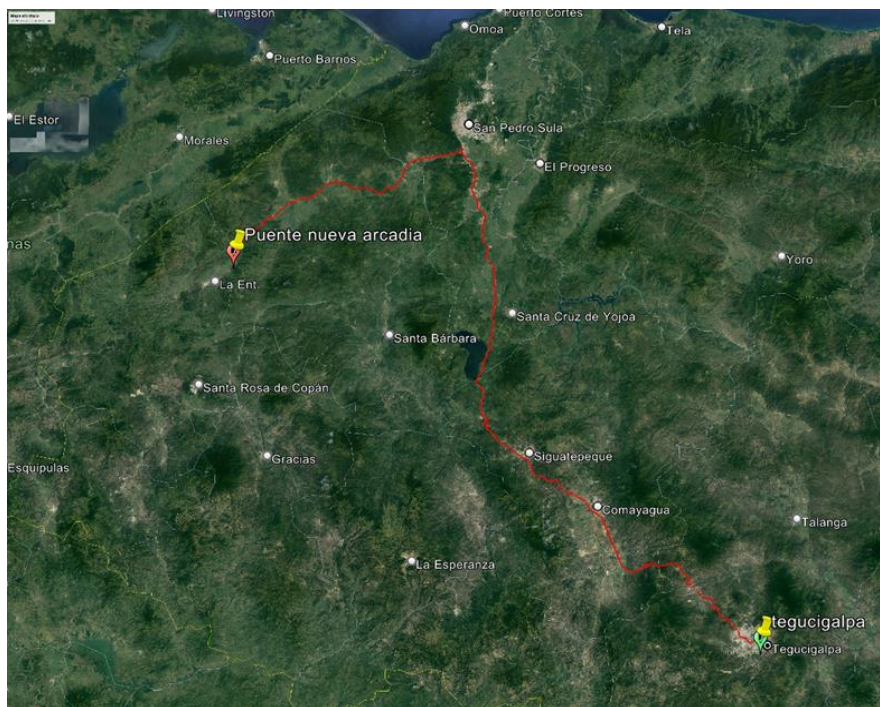 Livingston
Puerto Cortés
Omoa
Tela
Puerto Barrios
El Estor
San Pedro Sula
Morales
El Progreso
Puente nueva arcadia
nas
Yoro
La Ent.
Santa Cruz de Yojoa
Santa Bárbara
Santa Rosa de Copán
Siguatepeque
Gracias
Esquipulas
Comayagua
Talanga
La Esperanza
tegucigalpa
Tegucigalpa